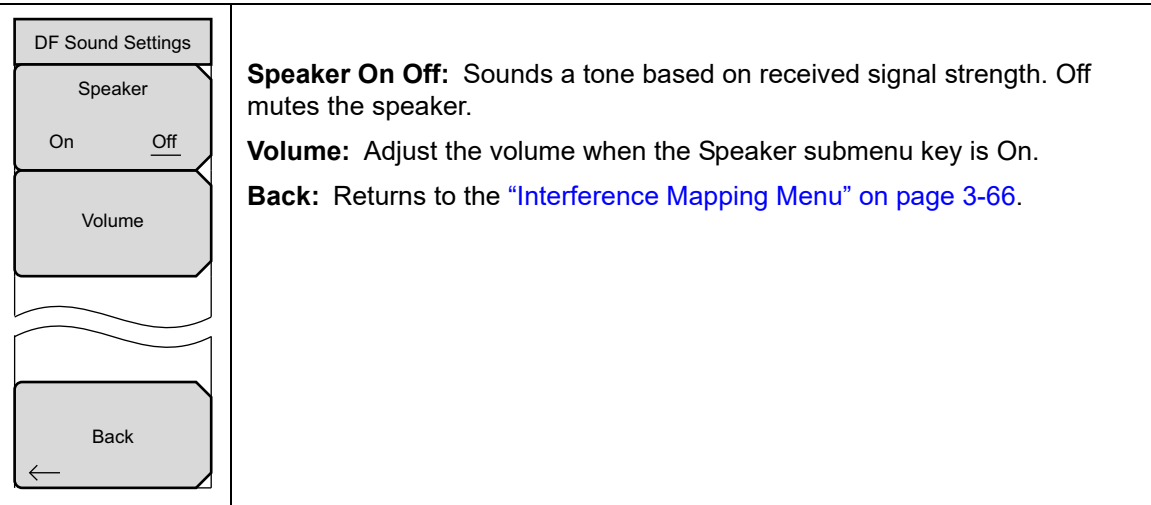 DF Sound Settings
Speaker
On Off
Volume
Back
Speaker On Off: Sounds a tone based on received signal strength. Off
mutes the speaker.
Volume: Adjust the volume when the Speaker submenu key is On.
Back: Returns to the “Interference Mapping Menu” on page 3-66.